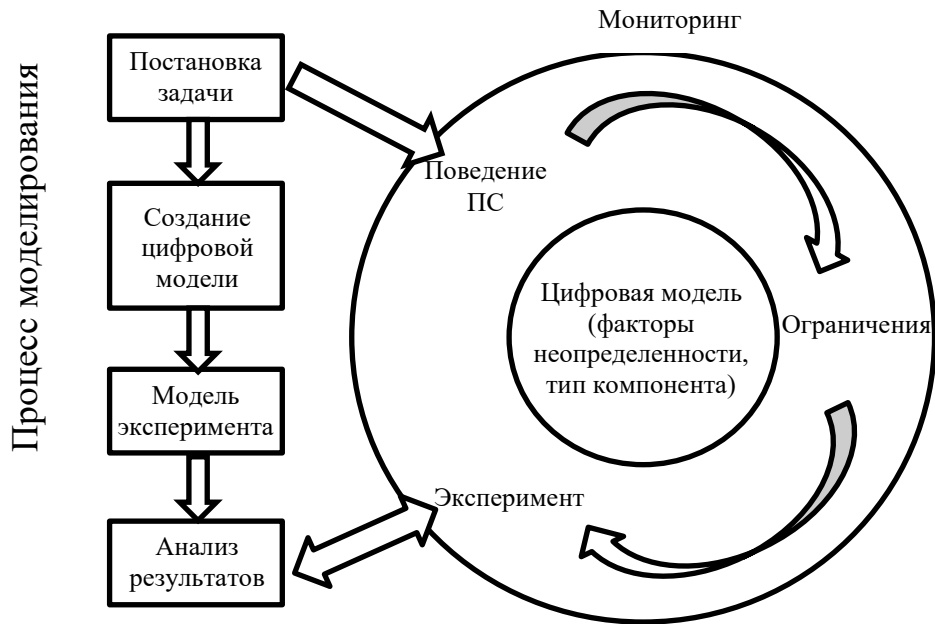 Процесс моделирования
Постановка
задачи
Создание
цифровой
модели
Модель
эксперимента
Анализ
результатов
Мониторинг
Поведение
ПС
Цифровая модель
(факторы
неопределенности,
тип компонента)
Ограничения
Эксперимент